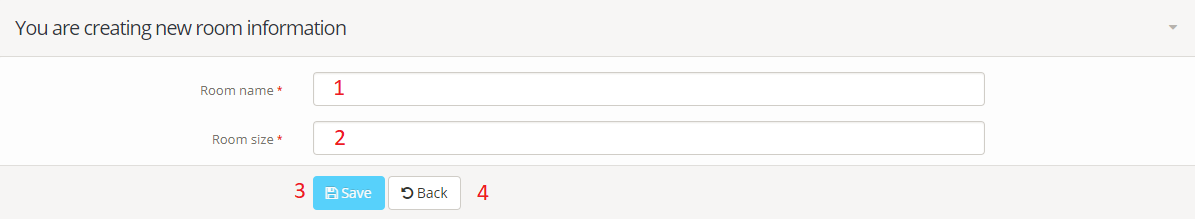 You are creating new room information
Room name * 1
Room size * 2
3 Save Back 4